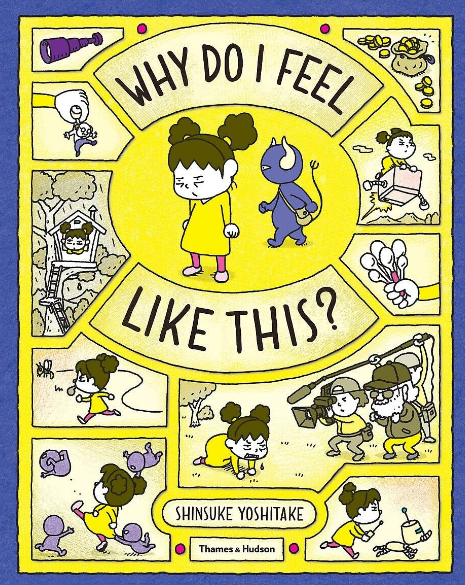 WHY DO I FEEL
LIKE THIS?
SHINSUKE YOSHITAKE
Thames & Hudson